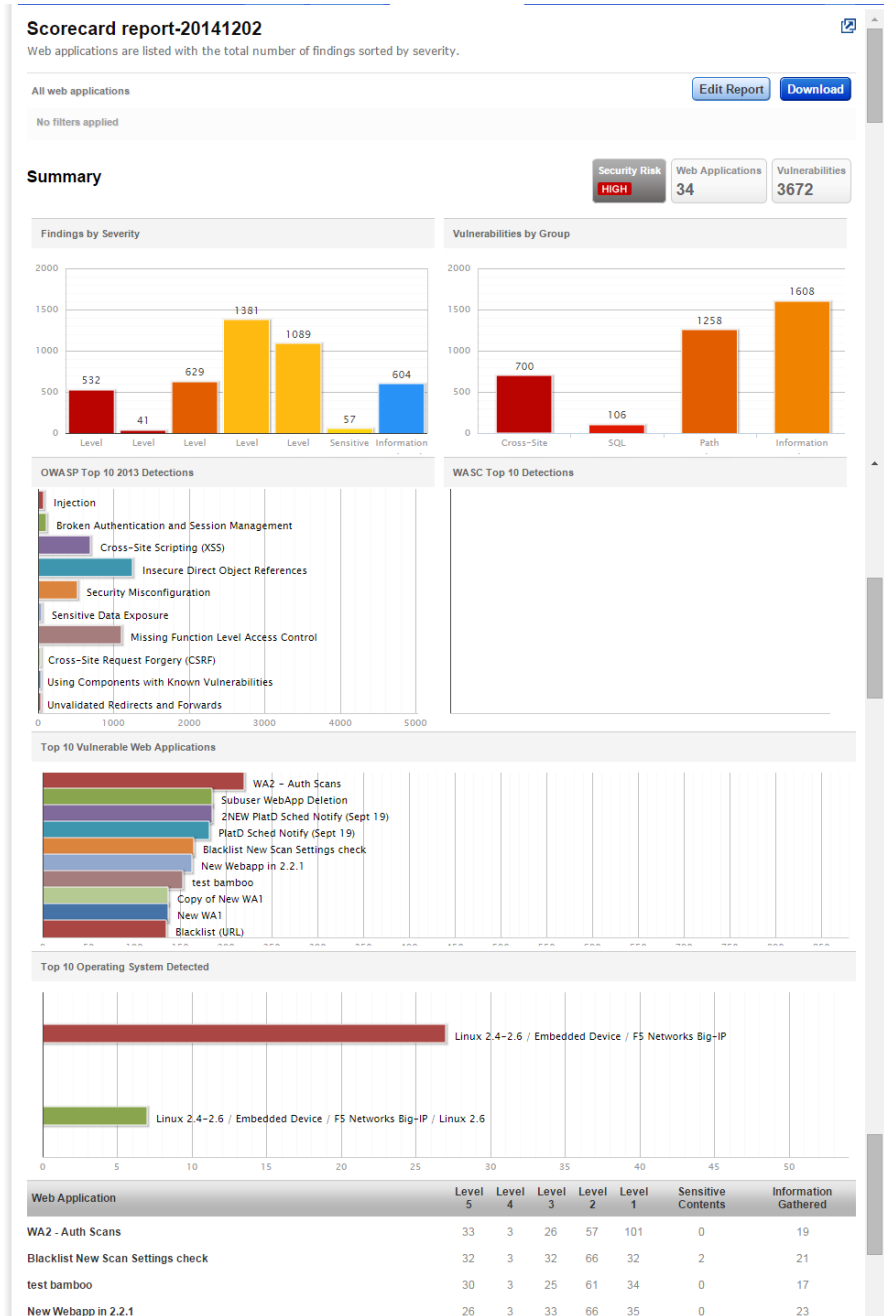 Scorecard report-20141202
Web applications are listed with the total number of findings sorted by severity.
All web applications
Edit Report
Download
No filters applied
Summary
Security Risk
HIGH
Web Applications
34
Vulnerabilities
3672
Findings by Severity
2000
1500
1000
500
0
532
41
629
1381
1089
57
604
Level
Level
Level
Level
Level
Sensitive
Information
Vulnerabilities by Group
2000
1500
1000
500
0
700
106
1258
1608
Cross-Site
SQL
Path
Information
OWASP Top 10 2013 Detections
Injection
Broken Authentication and Session Management
Cross-Site Scripting (XSS)
Insecure Direct Object References
Security Misconfiguration
Sensitive Data Exposure
Missing Function Level Access Control
Cross-Site Request Forgery (CSRF)
Using Components with Known Vulnerabilities
Unvalidated Redirects and Forwards
0 1000 2000 3000 4000 5000
WASC Top 10 Detections
Top 10 Vulnerable Web Applications
WA2 - Auth Scans
Subuser WebApp Deletion
2NEW PlatD Sched Notify (Sept 19)
PlatD Sched Notify (Sept 19)
Blacklist New Scan Settings check
New Webapp in 2.2.1
test bamboo
Copy of New WA1
New WA1
Blacklist (URL)
Top 10 Operating System Detected
Linux 2.4-2.6 / Embedded Device / F5 Networks Big-IP
Linux 2.4-2.6 / Embedded Device / F5 Networks Big-IP / Linux 2.6
0 5 10 15 20 25 30 35 40 45 50
Web Application Level 5 Level 4 Level 3 Level 2 Level 1 Sensitive Contents Information Gathered
WA2 - Auth Scans 33 3 26 57 101 0 19
Blacklist New Scan Settings check 32 3 32 66 32 2 21
test bamboo 30 3 25 61 34 0 17
New Webapp in 2.2.1 26 3 33 66 35 0 23